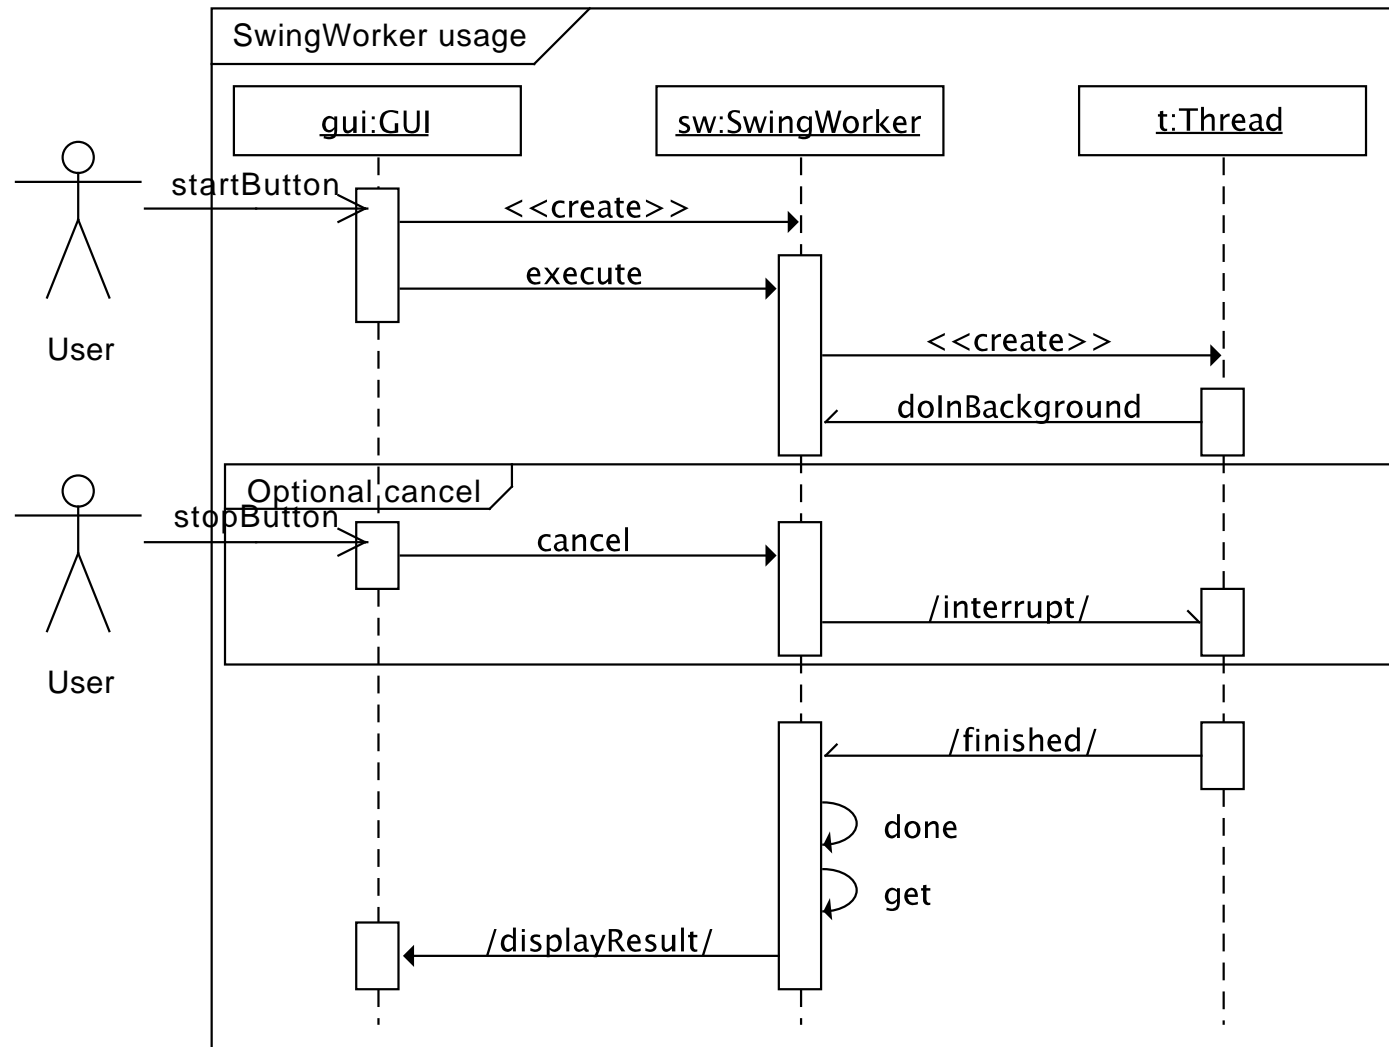 SwingWorker usage
gui:GUI
sw:SwingWorker
t:Thread
startButton
<<create>>
execute
User
<<create>>
doInBackground
Optional cancel
stopButton
cancel
/interrupt/
User
/finished/
done
get
/displayResult/